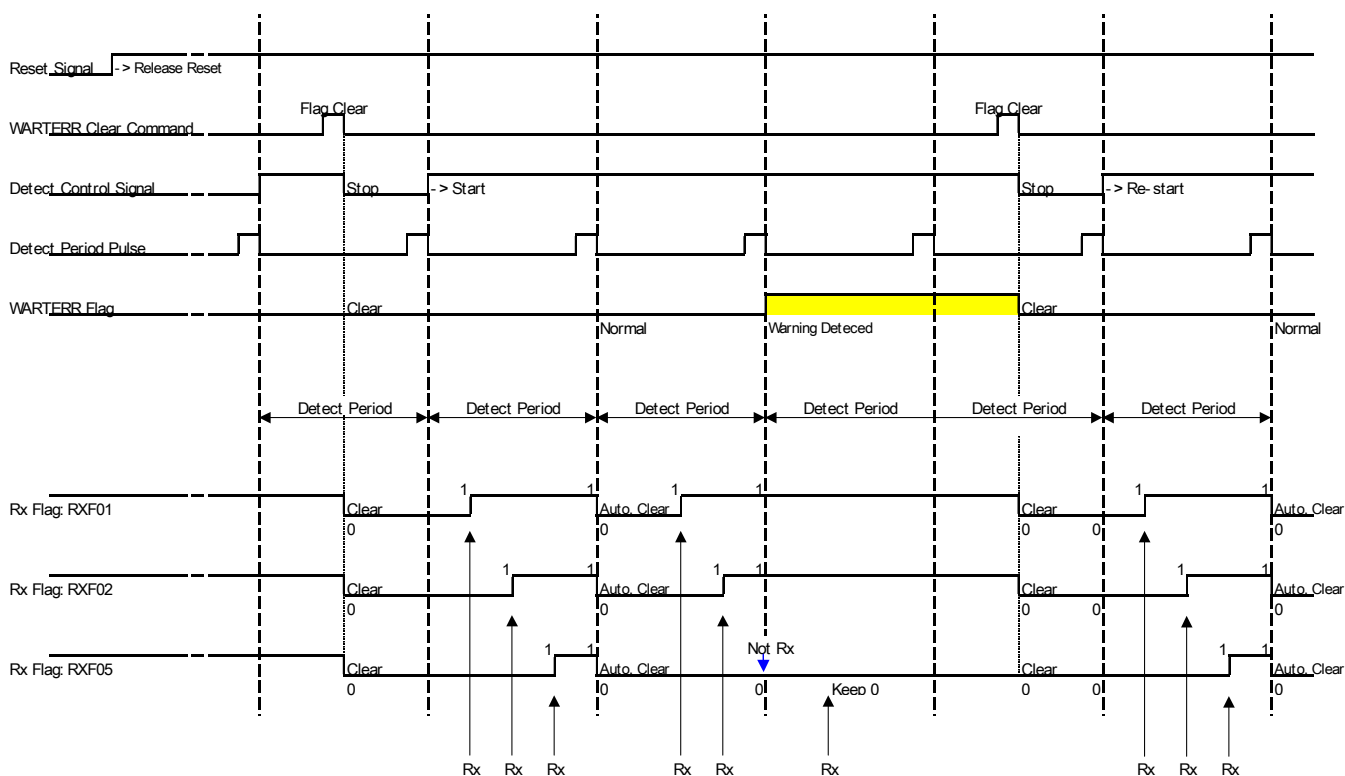 Reset Signal -> Release Reset
Flag Clear Flag Clear
WARTERR Clear Command
Detect Control Signal Stop -> Start Stop -> Re-start
Detect Period Pulse
WARTERR Flag Clear Clear
Normal Warning Deteced Normal
Detect Period Detect Period Detect Period Detect Period Detect Period Detect Period
1 1 1 1 1 1
Rx Flag: RXF01 Clear Auto. Clear Clear Auto. Clear
0 0 0 0 0
1 1 1 1 1 1
Rx Flag: RXF02 Clear Auto. Clear Clear Auto. Clear
0 0 0 0 0
1 1 Not Rx 1 1
Rx Flag: RXF05 Clear Auto. Clear Clear Auto. Clear
0 0 0 Keep 0 0 0 0
Rx Rx Rx Rx Rx Rx Rx Rx Rx